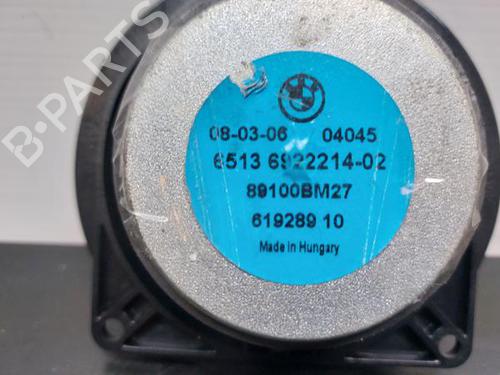 B-PARTS
08-03-06 04045
6513 6922214-02
89100BM27
619289 10
Made in Hungary